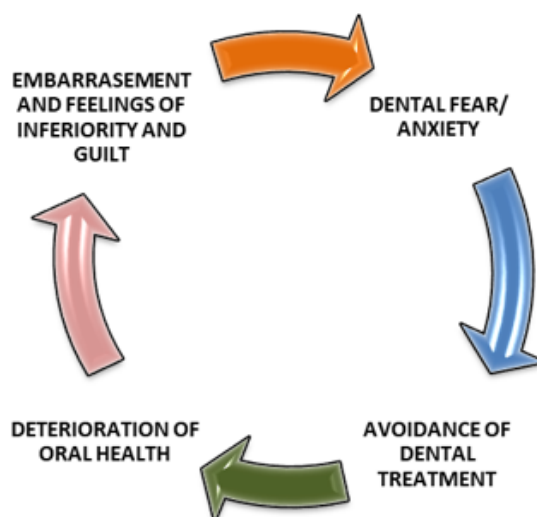 EMBARRASEMENT
AND FEELINGS OF
INFERIORITY AND
GUILT
DENTAL FEAR/
ANXIETY
AVOIDANCE OF
DENTAL
TREATMENT
DETERIORATION OF
ORAL HEALTH